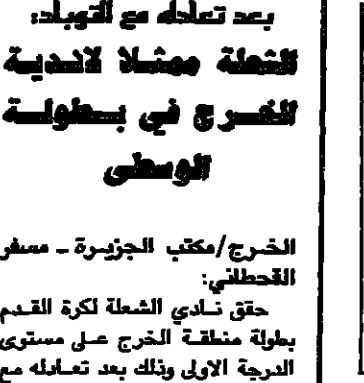 بعد تعادله مع التوباد:
الشعلة ممثلا لاندية
الخرج في بطولة
الوسطى
الخرج/مكتب الجزيرة ـ مسفر
القحطاني:
حقق نادي الشعلة لكرة القدم
بطولة منطقة الخرج على مستوى
الدرجة الاولى وذلك بعد تعادله مع